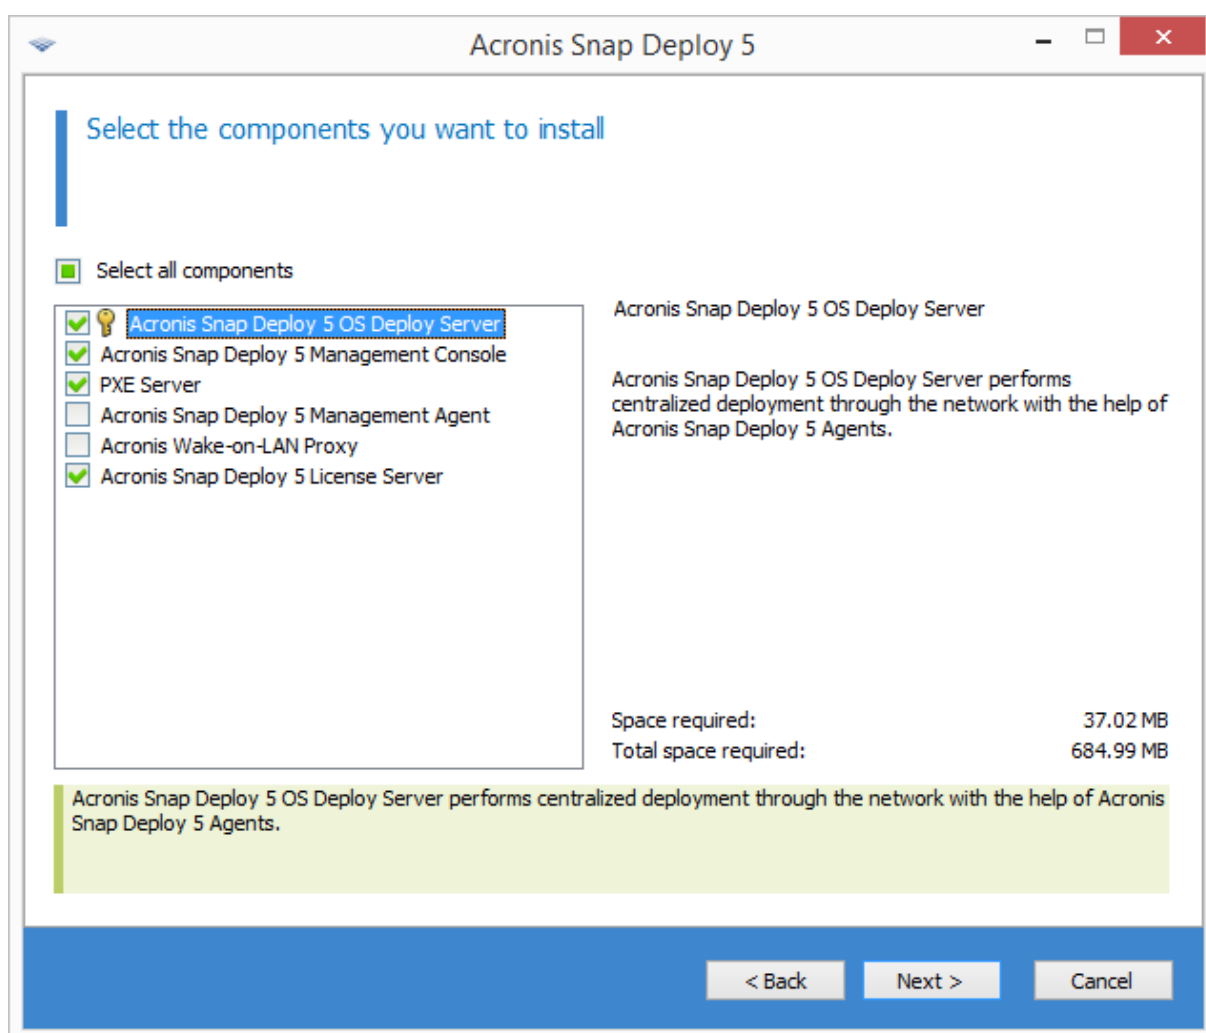 Acronis Snap Deploy 5
Select the components you want to install
Select all components
Acronis Snap Deploy 5 OS Deploy Server
Acronis Snap Deploy 5 Management Console
PXE Server
Acronis Snap Deploy 5 Management Agent
Acronis Wake-on-LAN Proxy
Acronis Snap Deploy 5 License Server
Acronis Snap Deploy 5 OS Deploy Server
Acronis Snap Deploy 5 OS Deploy Server performs
centralized deployment through the network with the help of
Acronis Snap Deploy 5 Agents.
Space required: 37.02 MB
Total space required: 684.99 MB
Acronis Snap Deploy 5 OS Deploy Server performs centralized deployment through the network with the help of Acronis
Snap Deploy 5 Agents.
< Back Next > Cancel